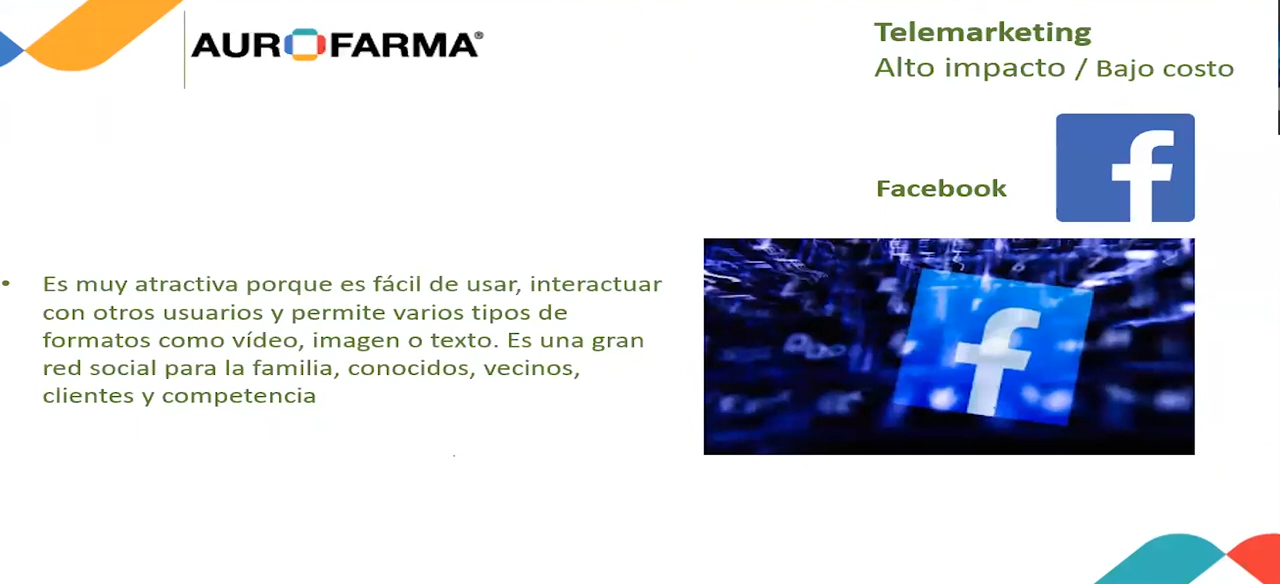 AUROFARMA®
Telemarketing
Alto impacto / Bajo costo
Facebook
• Es muy atractiva porque es fácil de usar, interactuar
con otros usuarios y permite varios tipos de
formatos como vídeo, imagen o texto. Es una gran
red social para la familia, conocidos, vecinos,
clientes y competencia